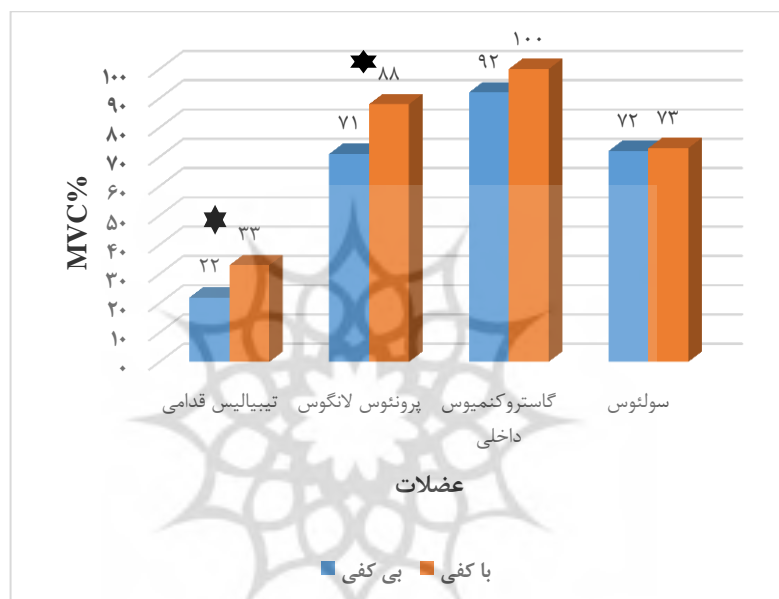 MVC%
۱۰۰
۹۰
۸۰
۷۰
۶۰
۵۰
۴۰
۳۰
۲۰
۱۰
۰
۲۲
۳۳
۷۱
۸۸
۹۲
۱۰۰
۷۲
۷۳
تیبیالیس قدامی
پرونئوس لانگوس
گاستروکنمیوس
داخلی
سولئوس
عضلات
بی کفی
با کفی